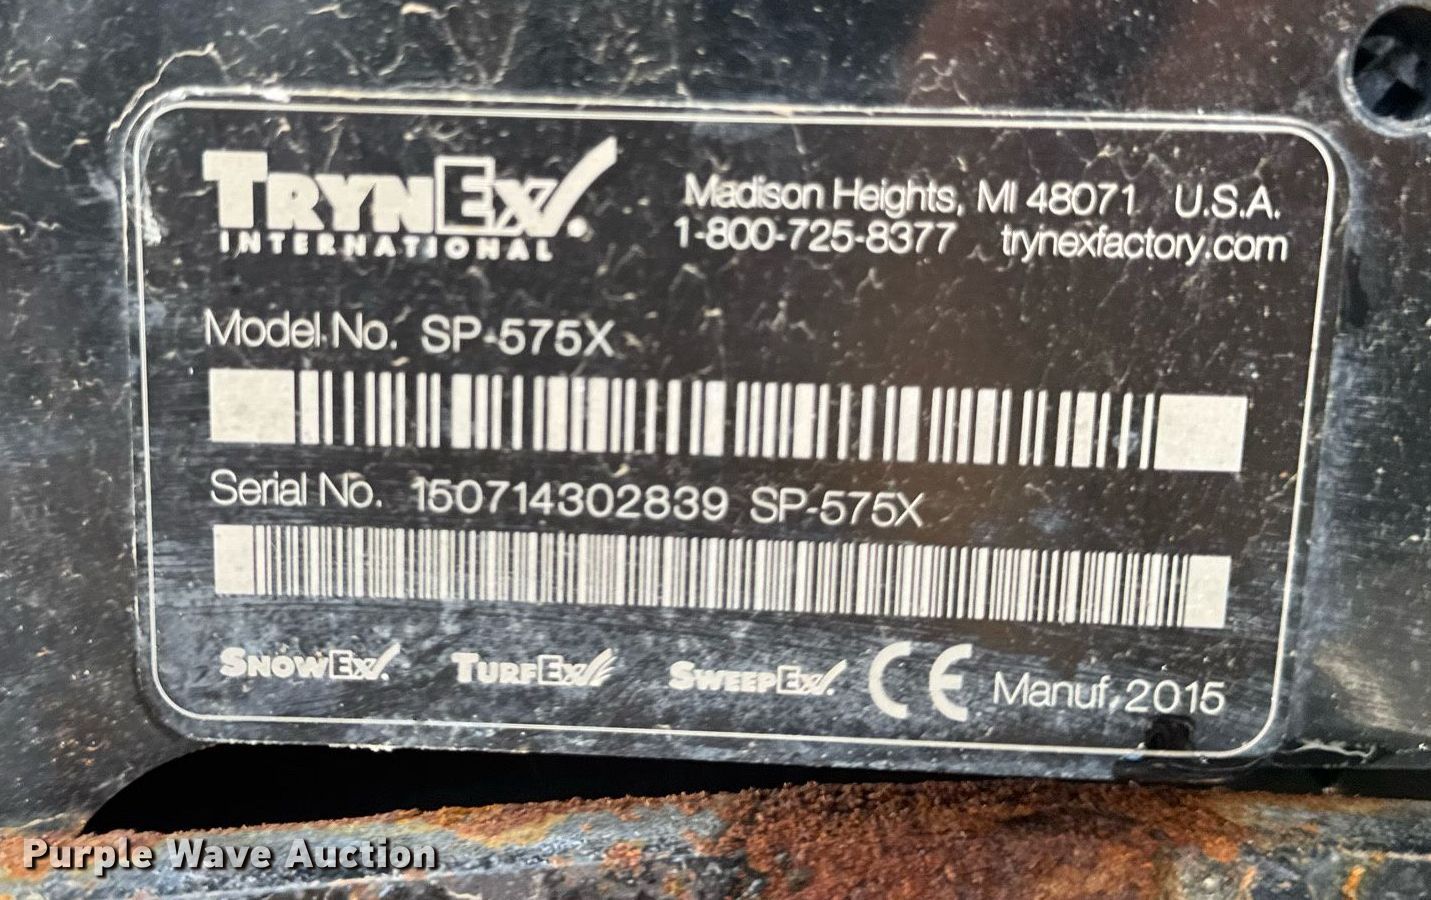 TRYNEX
INTERNATIONAL
Madison Heights, MI 48071 U.S.A.
1-800-725-8377 trynexfactory.com
Model No. SP-575X
Serial No. 150714302839 SP-575X
SNOWEX TURFEX SWEEPEX CE Manuf. 2015
Purple Wave Auction